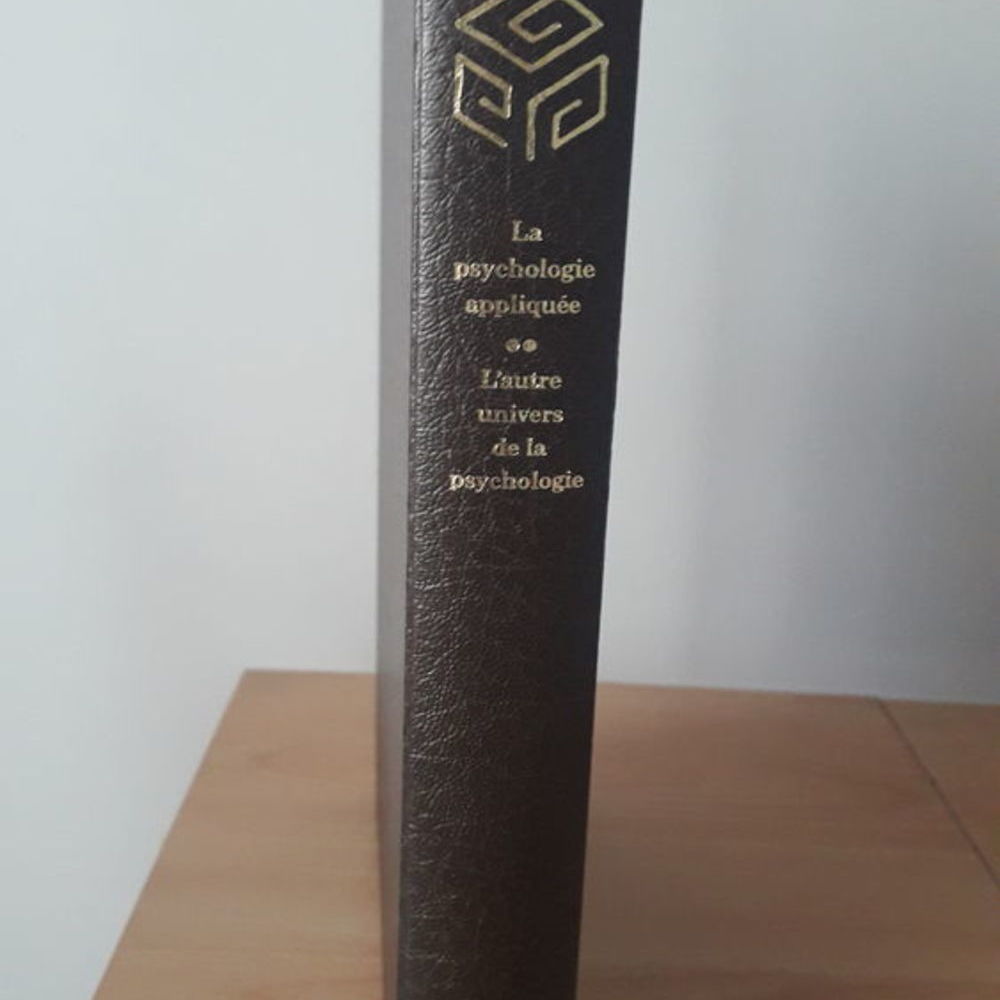 La
psychologie
appliquée
●●
L'autre
univers
de la
psychologie